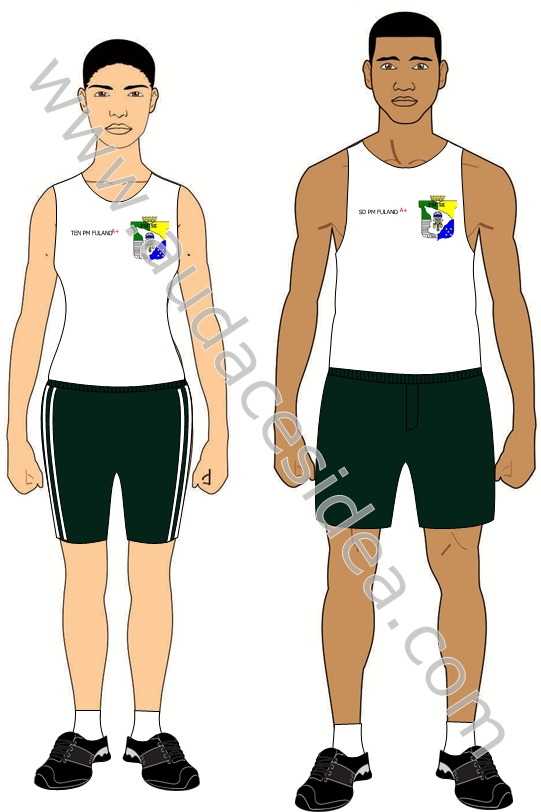 TEN PM FULANO A+
SD PM FULANO A+
www.audacesidea.com